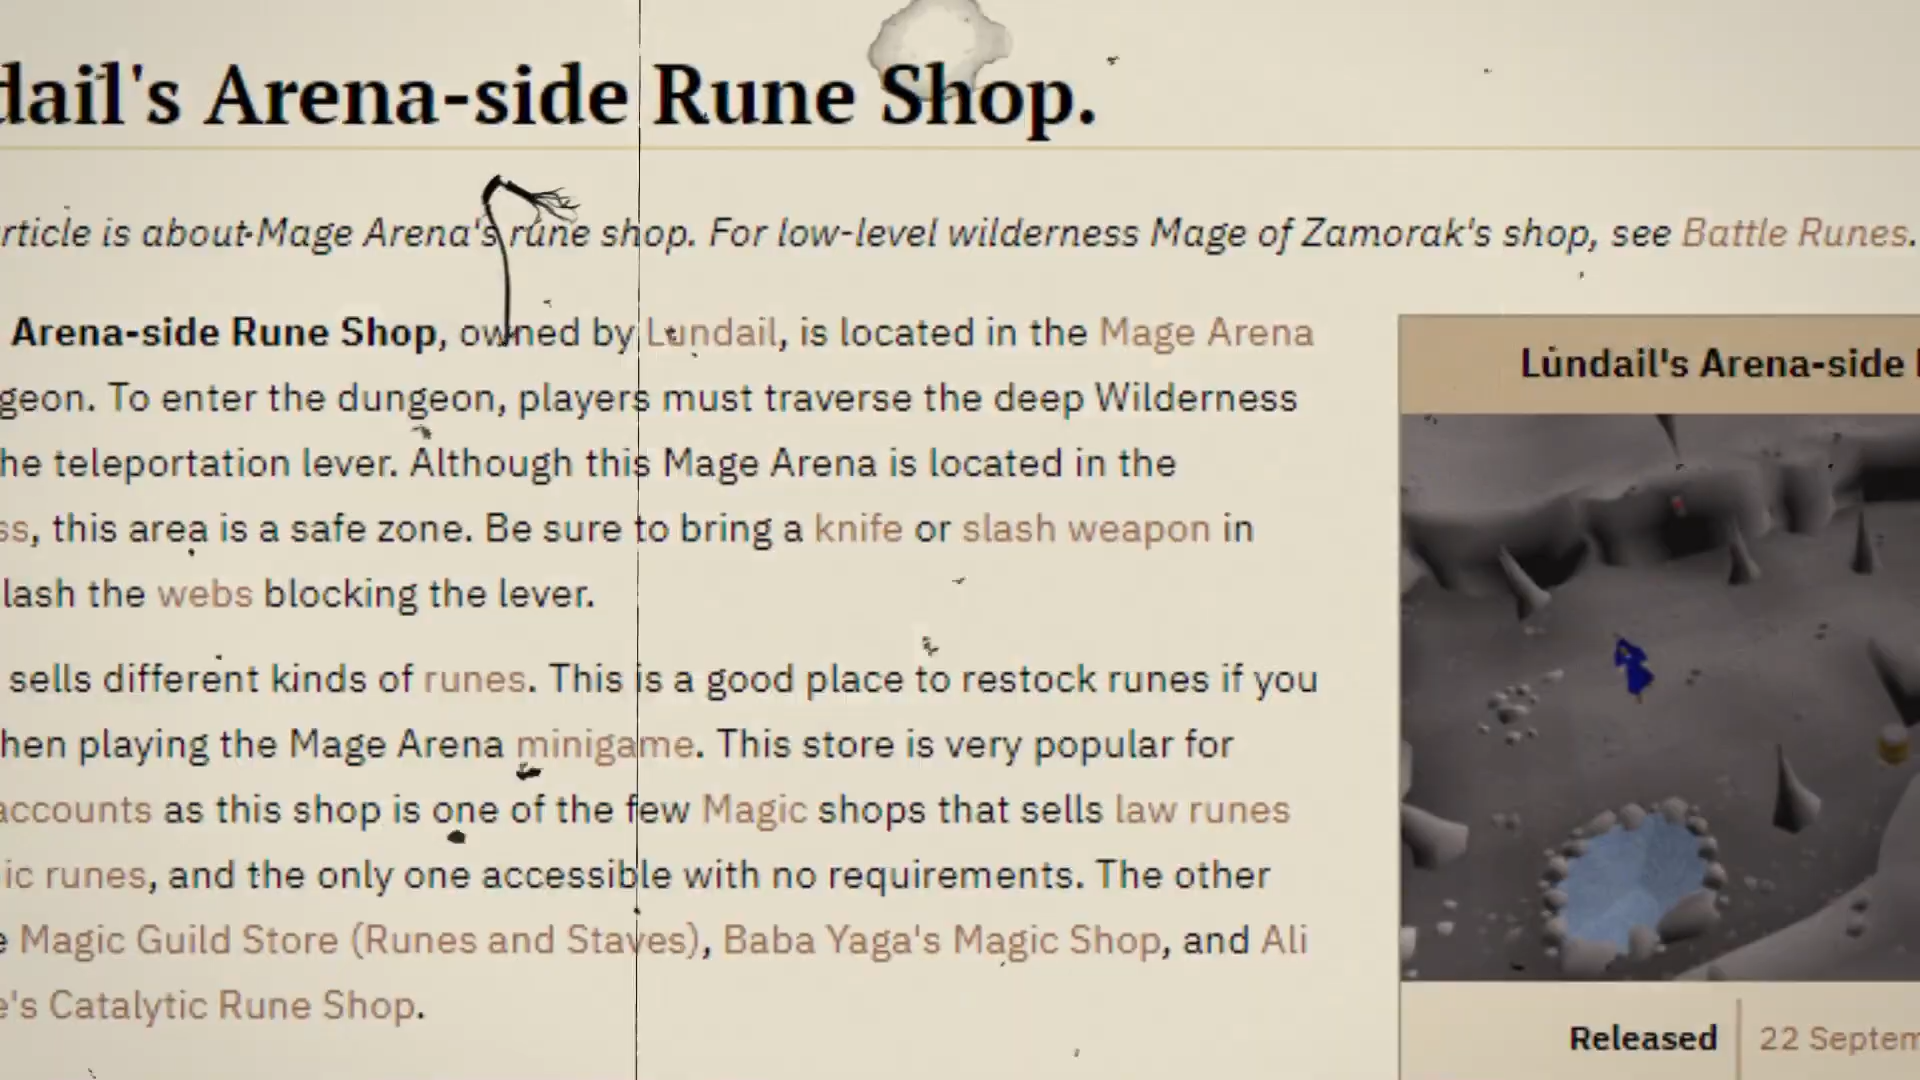 dail's Arena-side Rune Shop.
rticle is about Mage Arena's rune shop. For low-level wilderness Mage of Zamorak's shop, see Battle Runes.
Arena-side Rune Shop, owned by Lundail, is located in the Mage Arena
geon. To enter the dungeon, players must traverse the deep Wilderness
he teleportation lever. Although this Mage Arena is located in the
ss, this area is a safe zone. Be sure to bring a knife or slash weapon in
lash the webs blocking the lever.
sells different kinds of runes. This is a good place to restock runes if you
hen playing the Mage Arena minigame. This store is very popular for
accounts as this shop is one of the few Magic shops that sells law runes
ic runes, and the only one accessible with no requirements. The other
e Magic Guild Store (Runes and Staves), Baba Yaga's Magic Shop, and Ali
e's Catalytic Rune Shop.
Lundail's Arena-side
Released 22 Septem